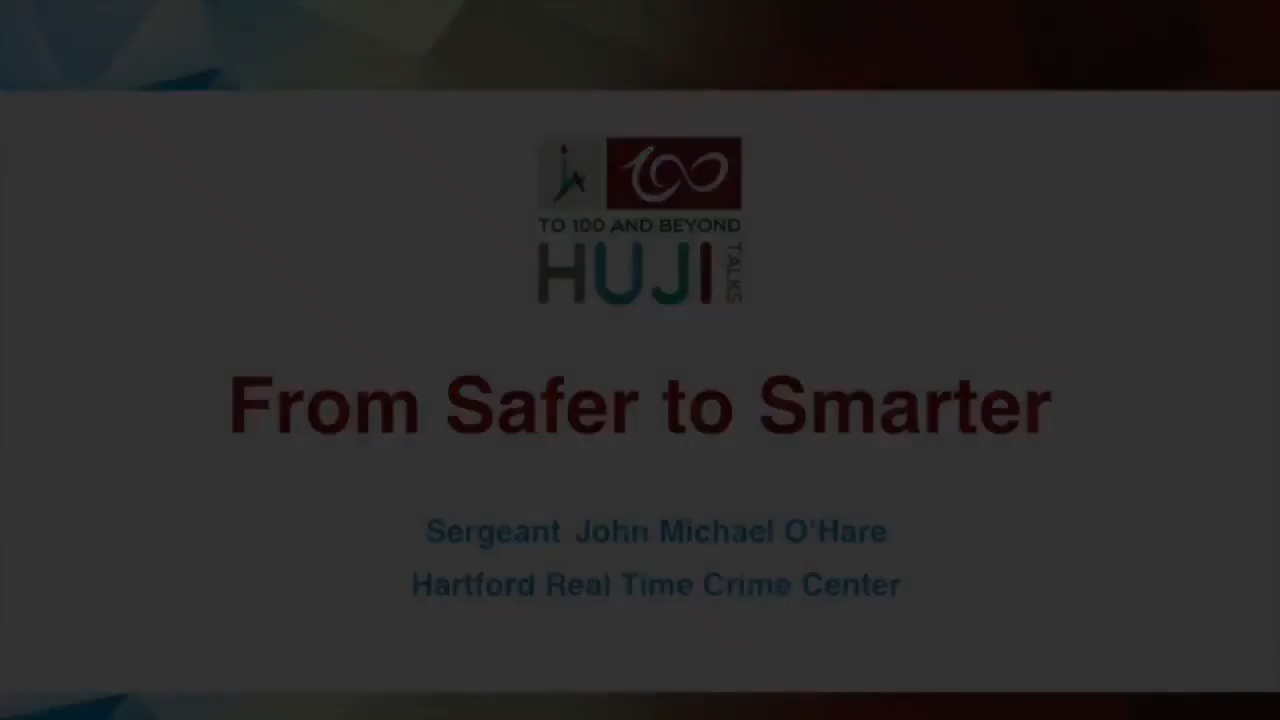 100
TO 100 AND BEYOND
HUJI TALKS
From Safer to Smarter
Sergeant John Michael O'Hare
Hartford Real Time Crime Center